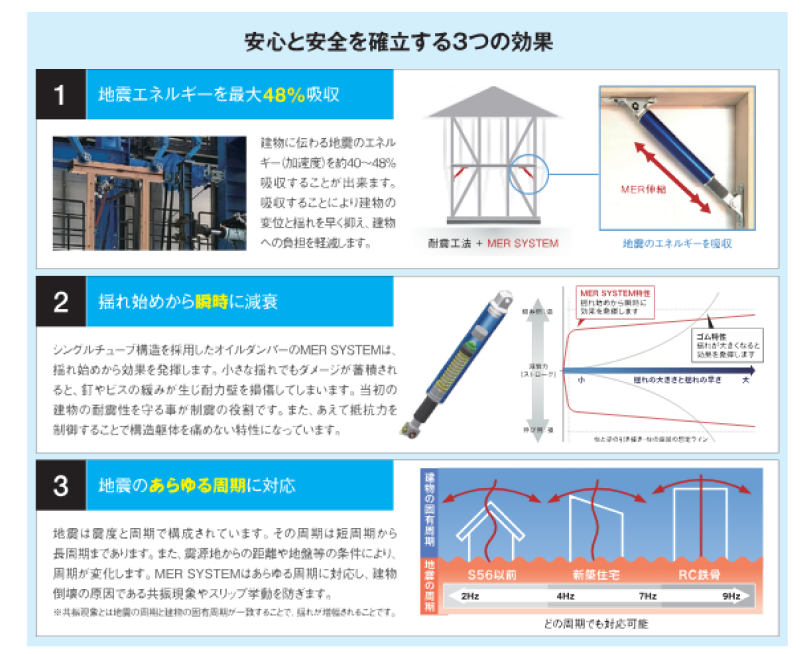 安心と安全を確立する3つの効果
1
地震エネルギーを最大48%吸収
建物に伝わる地震のエネル
ギー(加速度)を約40〜48%
吸収することが出来ます。
吸収することにより建物の
変位と揺れを早く抑え、建物
への負担を軽減します。
耐震工法 + MER SYSTEM
MER伸縮
地震のエネルギーを吸収
2
揺れ始めから瞬時に減衰
シングルチューブ構造を採用したオイルダンパーのMER SYSTEMは、
揺れ始めから効果を発揮します。小さな揺れでもダメージが蓄積され
ると、釘やビスの緩みが生じ耐力壁を損傷してしまいます。当初の
建物の耐震性を守る事が制震の役割です。また、あえて抵抗力を
制御することで構造躯体を痛めない特性になっています。
減衰力
(ストローク)
MER SYSTEM特性
揺れ始めから瞬時に
効果を発揮します
ゴム特性
揺れが大きくなると
効果を発揮します
小 揺れの大きさと揺れの早さ 大
3
地震のあらゆる周期に対応
地震は震度と周期で構成されています。その周期は短周期から
長周期まであります。また、震源地からの距離や地盤等の条件により、
周期が変化します。MER SYSTEMはあらゆる周期に対応し、建物
倒壊の原因である共振現象やスリップ挙動を防ぎます。
※共振現象とは地震の周期と建物の固有周期が一致することで、揺れが増幅されることです。
建物の固有周期
地震の周期
S56以前 新築住宅 RC鉄骨
2Hz 4Hz 7Hz 9Hz
どの周期でも対応可能